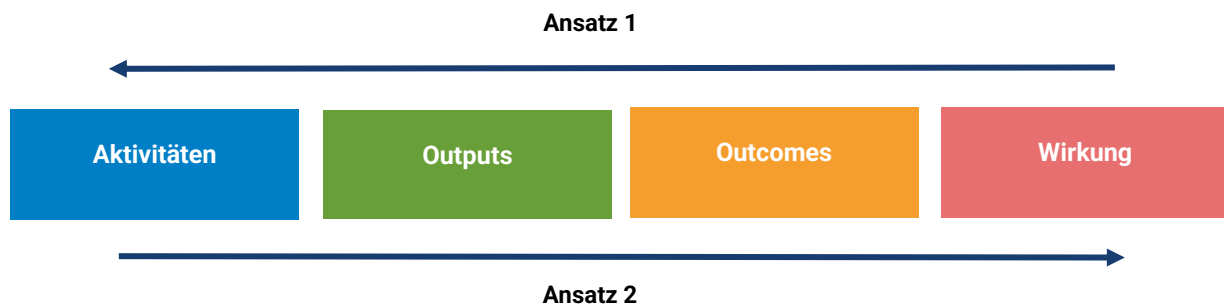 Ansatz 1
Aktivitäten
Outputs
Outcomes
Wirkung
Ansatz 2